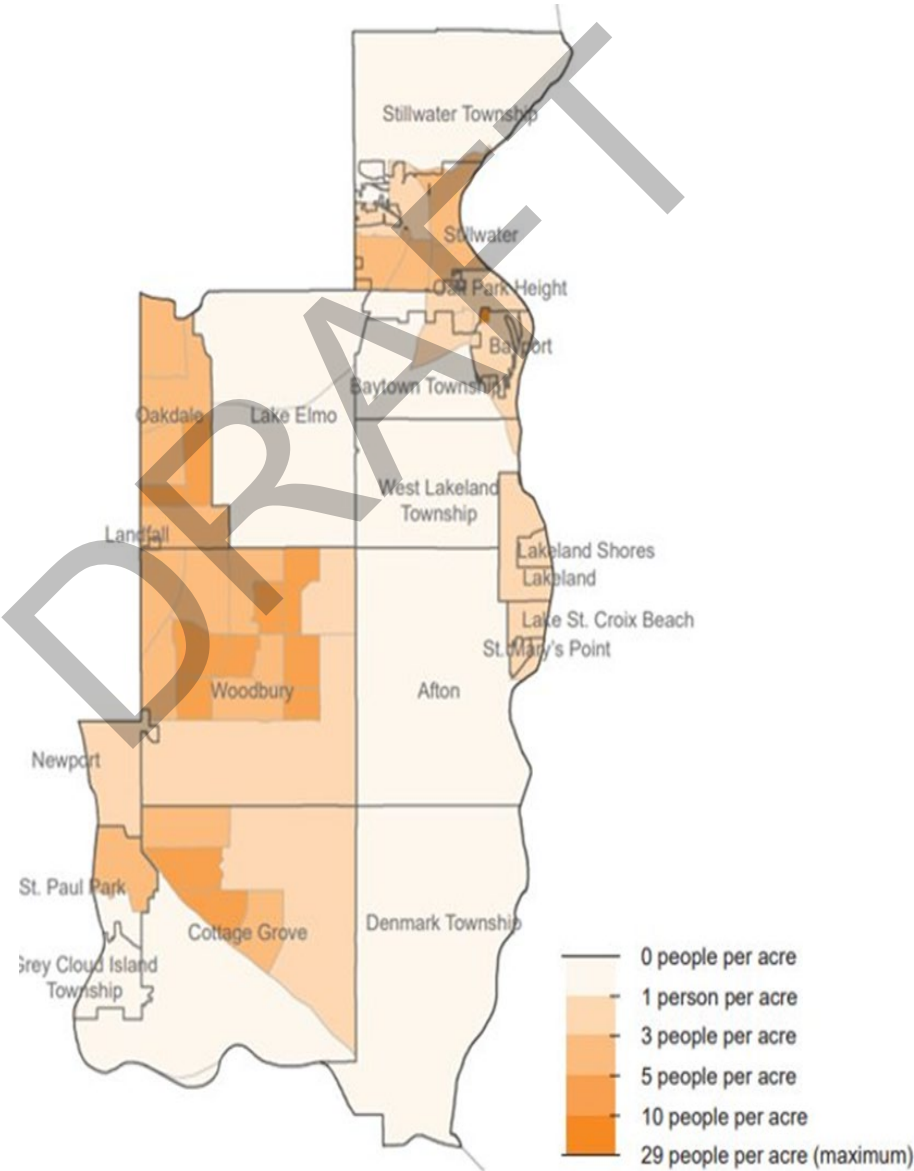 Stillwater Township
Stillwater
Oak Park Height
Bayport
Baytown Township
Oakdale
Lake Elmo
West Lakeland
Township
Landfall
Lakeland Shores
Lakeland
Lake St. Croix Beach
St. Mary's Point
Woodbury
Afton
Newport
St. Paul Park
Cottage Grove
Denmark Township
Grey Cloud Island
Township
0 people per acre
1 person per acre
3 people per acre
5 people per acre
10 people per acre
29 people per acre (maximum)
DRAFT